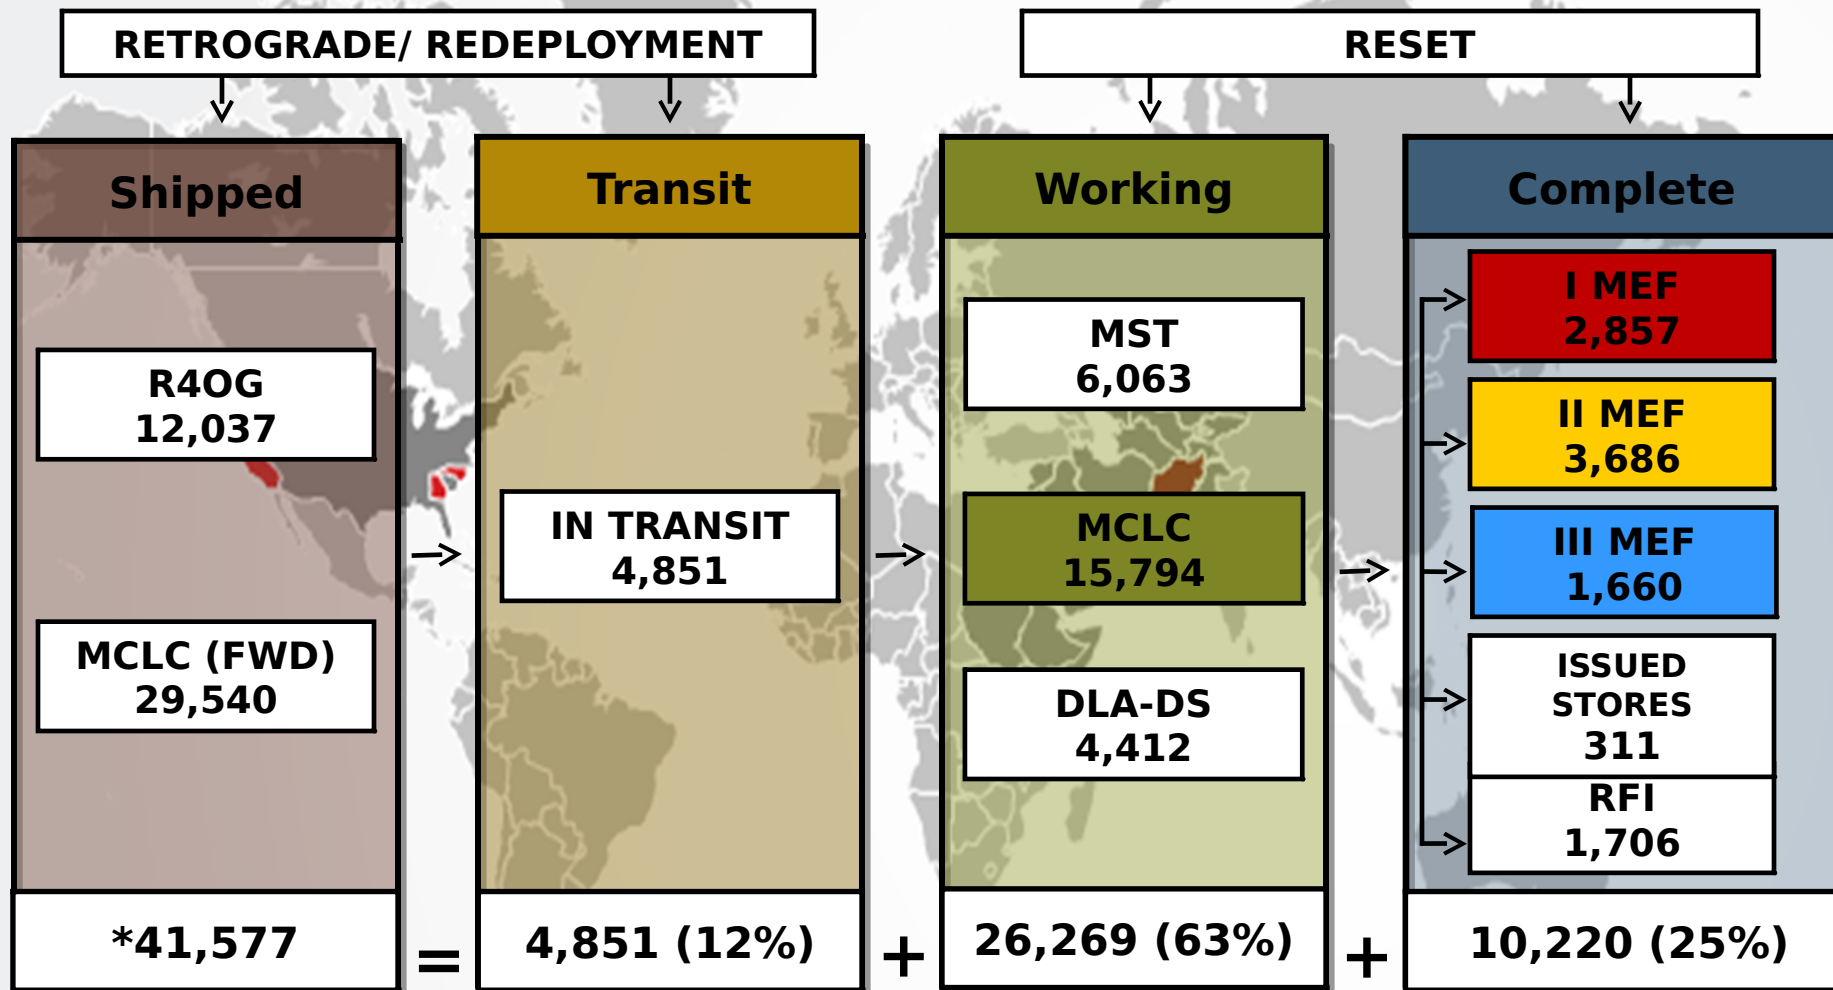 RETROGRADE/ REDEPLOYMENT
RESET
Shipped
R4OG
12,037
MCLC (FWD)
29,540
*41,577
=
Transit
IN TRANSIT
4,851
4,851 (12%)
+
Working
MST
6,063
MCLC
15,794
DLA-DS
4,412
26,269 (63%)
+
Complete
I MEF
2,857
II MEF
3,686
III MEF
1,660
ISSUED
STORES
311
RFI
1,706
10,220 (25%)